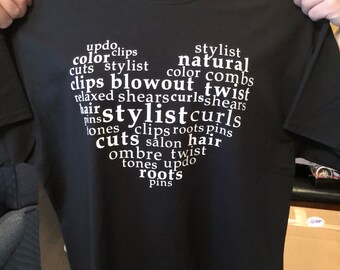 updo clips stylist
color natural
cuts stylist color combs
clips blowout twist
relaxed shears curls shears
hair stylist curls
pins
tones clips roots pins
cuts salon hair
ombre twist
tones updo
roots
pins